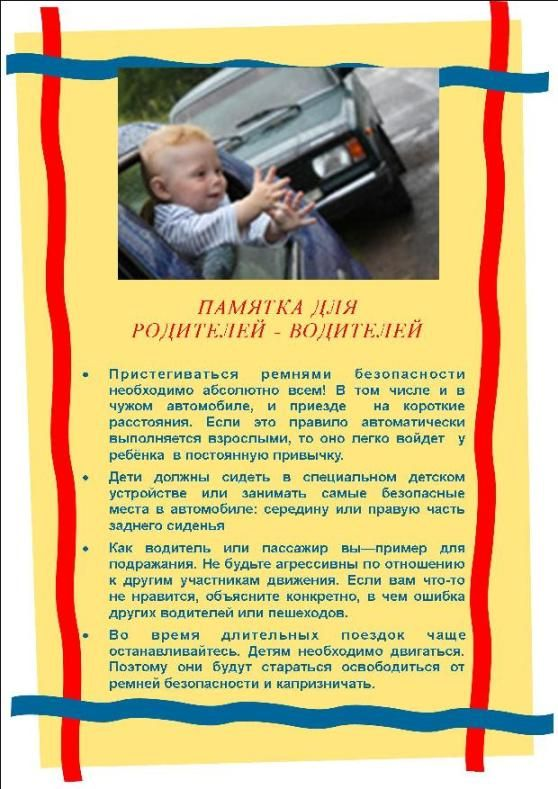 ПАМЯТКА ДЛЯ
РОДИТЕЛЕЙ - ВОДИТЕЛЕЙ
• Пристегиваться ремнями безопасности
необходимо абсолютно всем! В том числе и в
чужом автомобиле, и приезде на короткие
расстояния. Если это правило автоматически
выполняется взрослыми, то оно легко войдет у
ребёнка в постоянную привычку.
• Дети должны сидеть в специальном детском
устройстве или занимать самые безопасные
места в автомобиле: середину или правую часть
заднего сиденья
• Как водитель или пассажир вы—пример для
подражания. Не будьте агрессивны по отношению
к другим участникам движения. Если вам что-то
не нравится, объясните конкретно, в чем ошибка
других водителей или пешеходов.
• Во время длительных поездок чаще
останавливайтесь. Детям необходимо двигаться.
Поэтому они будут стараться освободиться от
ремней безопасности и капризничать.